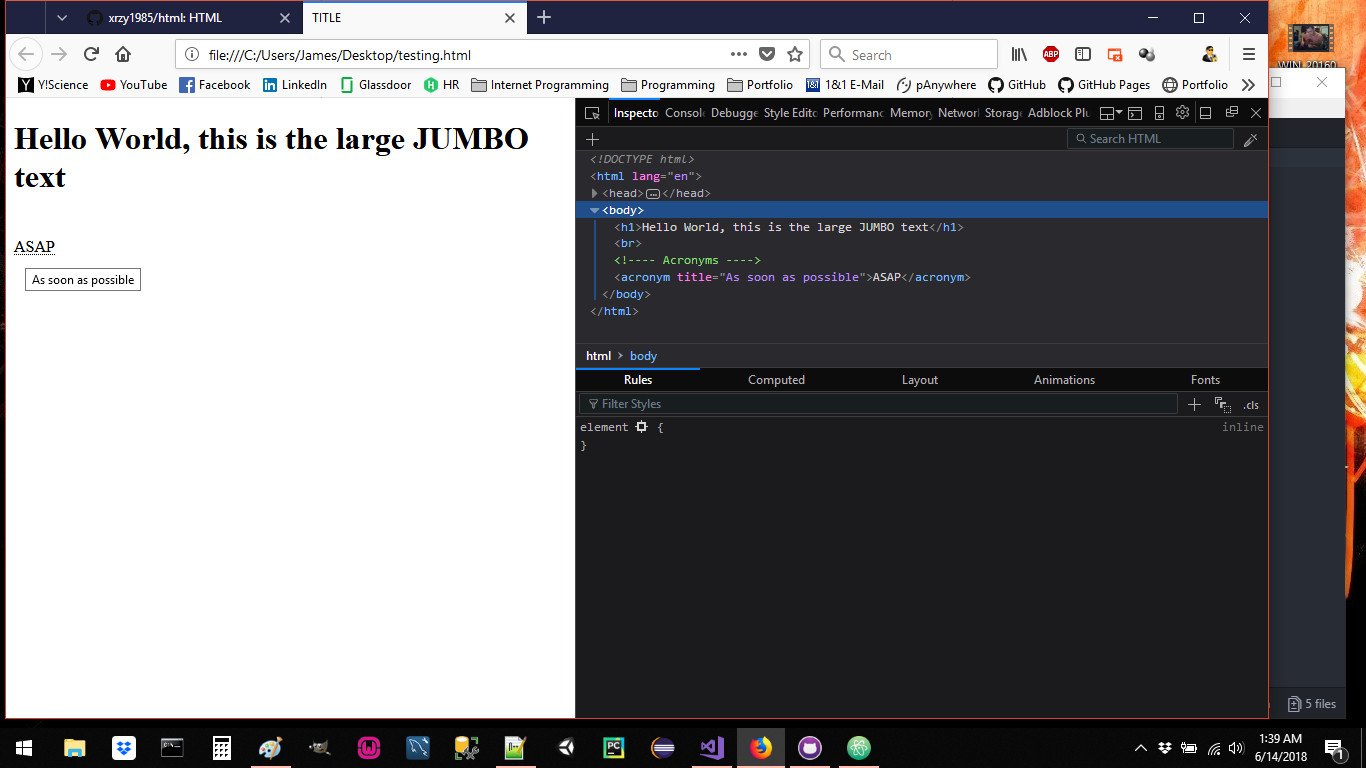 xrzy1985/html: HTML
TITLE
file:///C:/Users/James/Desktop/testing.html
Search
ABP
Y!Science
YouTube
Facebook
LinkedIn
Glassdoor
HR
Internet Programming
Programming
Portfolio
1&1 E-Mail
pAnywhere
GitHub
GitHub Pages
Portfolio
WIN_20160
Hello World, this is the large JUMBO
text
ASAP
As soon as possible
Inspecto
Consol
Debugge
Style Edito
Performanc
Memory
Networ
Storag
Adblock Plu
Search HTML
<!DOCTYPE html>
<html lang="en">
<head>…</head>
<body>
<h1>Hello World, this is the large JUMBO text</h1>
<br>
<!---- Acronyms ---->
<acronym title="As soon as possible">ASAP</acronym>
</body>
</html>
html > body
Rules
Computed
Layout
Animations
Fonts
Filter Styles
.cls
element {
inline
}
5 files
PC
1:39 AM
6/14/2018
1